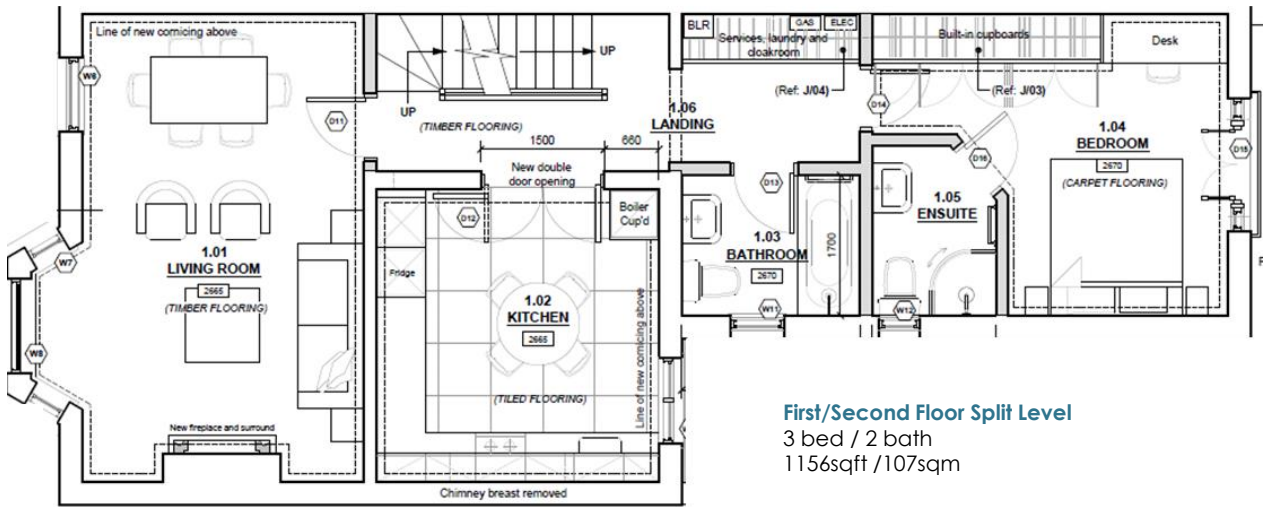 Line of new cornicing above
W6
D11
UP
UP
(TIMBER FLOORING)
1500
660
New double
door opening
1.06
LANDING
BLR
GAS
ELEC
Services, laundry and
cloakroom
(Ref: J/04)
Built-in cupboards
(Ref: J/03)
Desk
D14
D16
D15
1.04
BEDROOM
2670
(CARPET FLOORING)
1.05
ENSUITE
W12
D13
1.03
BATHROOM
2670
1700
W11
D12
Boiler
Cup'd
Fridge
1.02
KITCHEN
2665
(TILED FLOORING)
Line of new cornicing above
W7
1.01
LIVING ROOM
2665
(TIMBER FLOORING)
W8
New fireplace and surround
Chimney breast removed
First/Second Floor Split Level
3 bed / 2 bath
1156sqft /107sqm